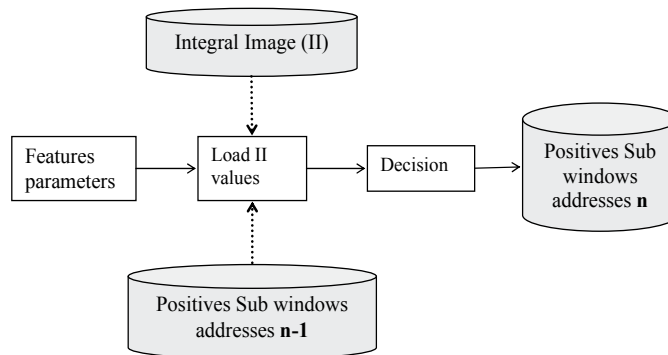 Integral Image (II)
Features
parameters
Load II
values
Decision
Positives Sub
windows
addresses n
Positives Sub windows
addresses n-1